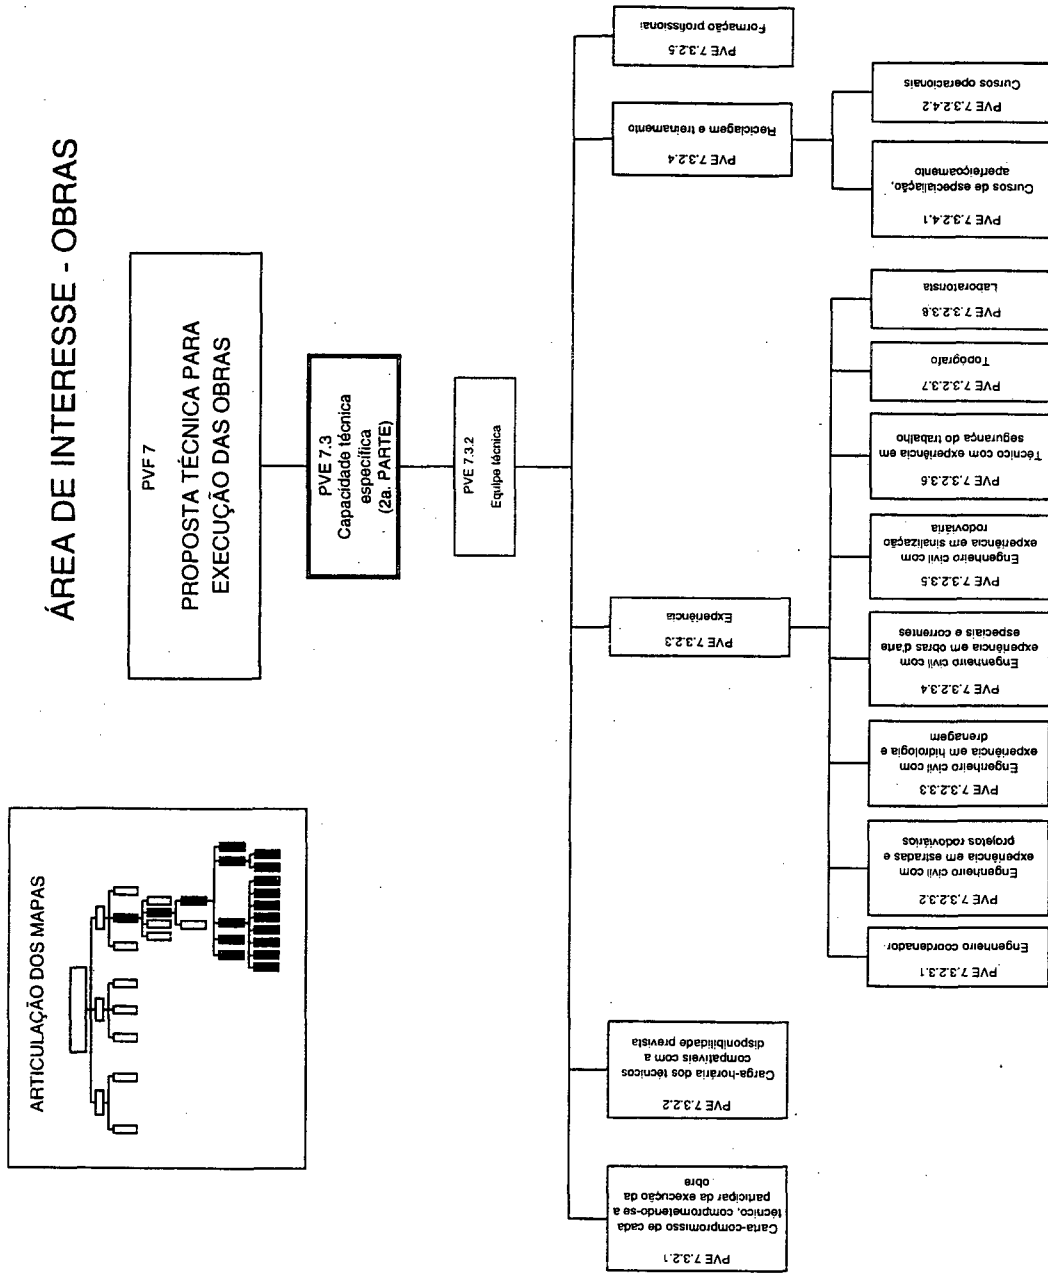 ÁREA DE INTERESSE - OBRAS
ARTICULAÇÃO DOS MAPAS
PVF 7
PROPOSTA TÉCNICA PARA
EXECUÇÃO DAS OBRAS
PVE 7.3
Capacidade técnica
específica
(2a. PARTE)
PVE 7.3.2
Equipe técnica
PVE 7.3.2.1
Carta-compromisso de cada
técnico, comprometendo-se a
participar da execução da
obre
PVE 7.3.2.2
Carga-horária dos técnicos
compatíveis com a
disponibilidade prevista
PVE 7.3.2.3
Experiência
PVE 7.3.2.4
Reciclagem e treinamento
PVE 7.3.2.5
Formação profissional
PVE 7.3.2.3.1
Engenheiro coordenador
PVE 7.3.2.3.2
Engenheiro civil com
experiência em estradas e
projetos rodoviários
PVE 7.3.2.3.3
Engenheiro civil com
experiência em hidrologia e
drenagem
PVE 7.3.2.3.4
Engenheiro civil com
experiência em obras d'arte
especiais e correntes
PVE 7.3.2.3.5
Engenheiro civil com
experiência em sinalização
rodoviária
PVE 7.3.2.3.6
Técnico com experiência em
segurança do trabalho
PVE 7.3.2.3.7
Topógrafo
PVE 7.3.2.3.8
Laboratorista
PVE 7.3.2.4.1
Cursos de especialiação,
aperfeiçoamento
PVE 7.3.2.4.2
Cursos operacionais